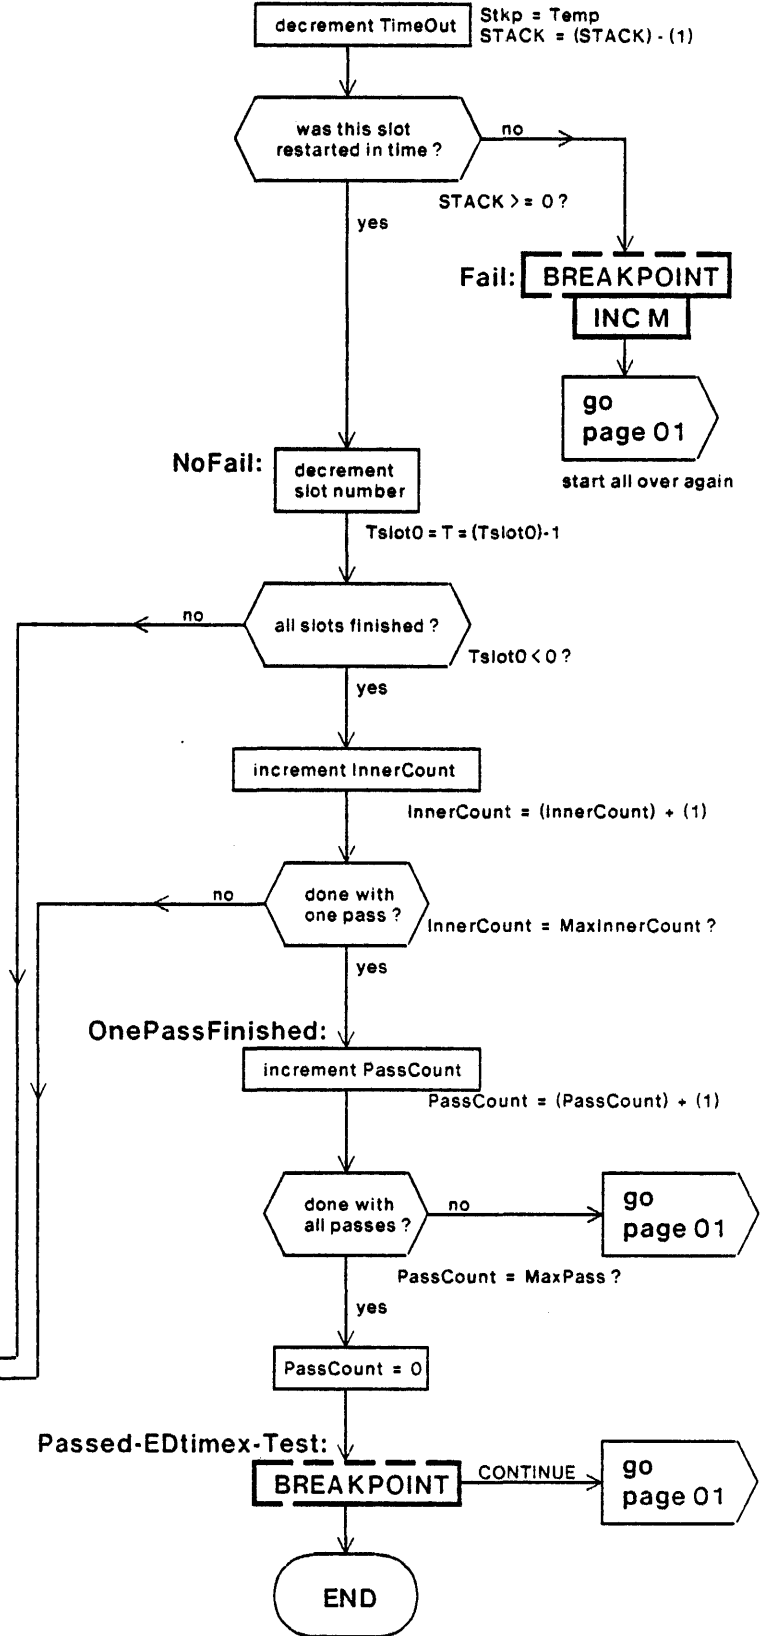 decrement TimeOut
Stkp = Temp
STACK = (STACK) - (1)
was this slot
restarted in time ?
no
STACK >= 0 ?
yes
Fail:
BREAKPOINT
INC M
go
page 01
start all over again
NoFail:
decrement
slot number
Tslot0 = T = (Tslot0)-1
no
all slots finished ?
Tslot0 < 0 ?
yes
increment InnerCount
InnerCount = (InnerCount) + (1)
no
done with
one pass ?
InnerCount = MaxInnerCount ?
yes
OnePassFinished:
increment PassCount
PassCount = (PassCount) + (1)
done with
all passes ?
no
go
page 01
PassCount = MaxPass ?
yes
PassCount = 0
Passed-EDtimex-Test:
BREAKPOINT
CONTINUE
go
page 01
END